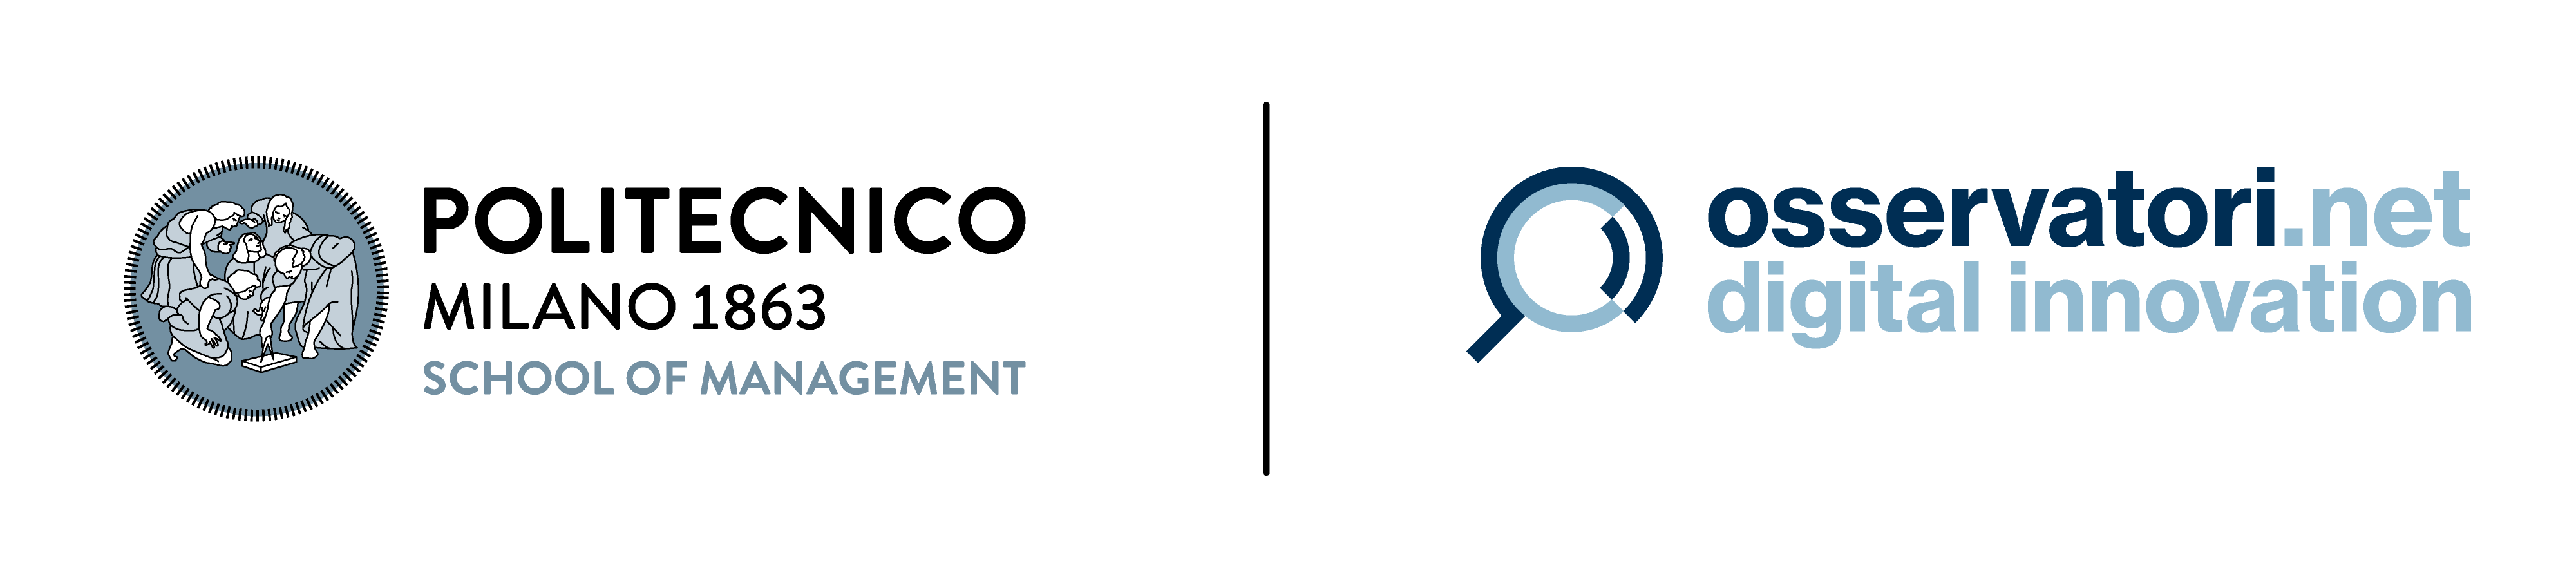 POLITECNICO
MILANO 1863
SCHOOL OF MANAGEMENT
osservatori.net
digital innovation